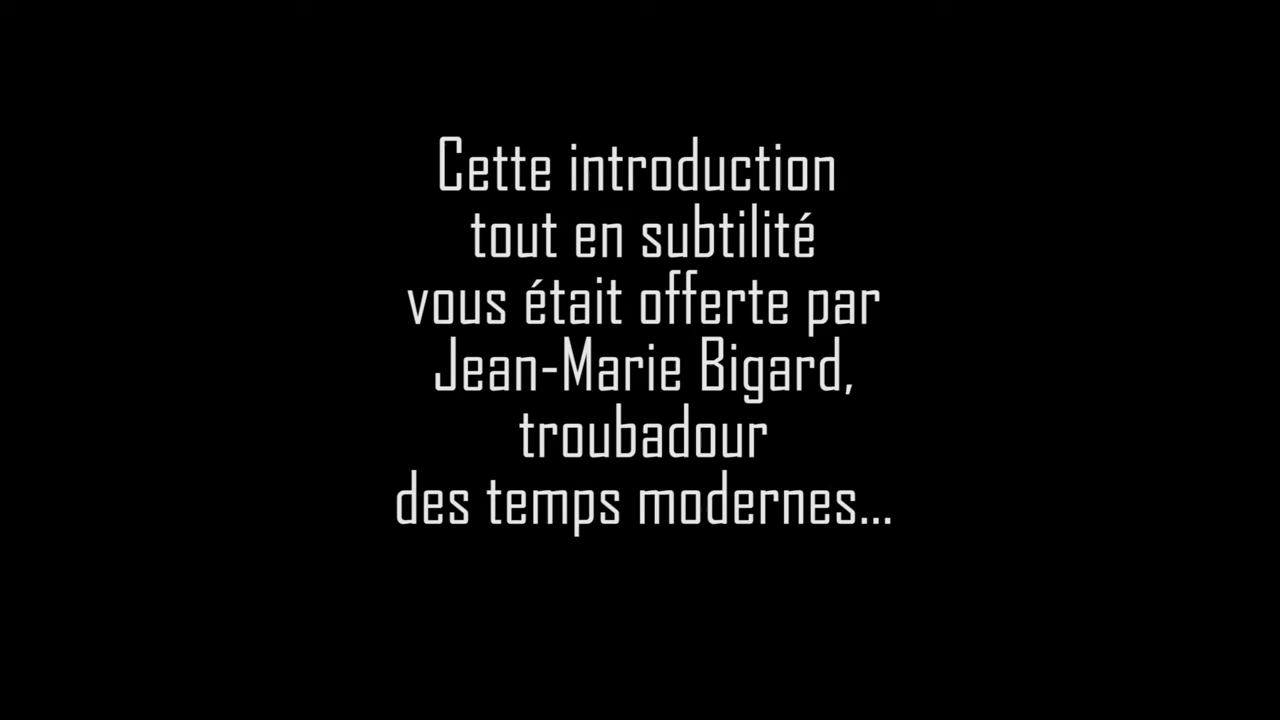 Cette introduction
tout en subtilité
vous était offerte par
Jean-Marie Bigard,
troubadour
des temps modernes...